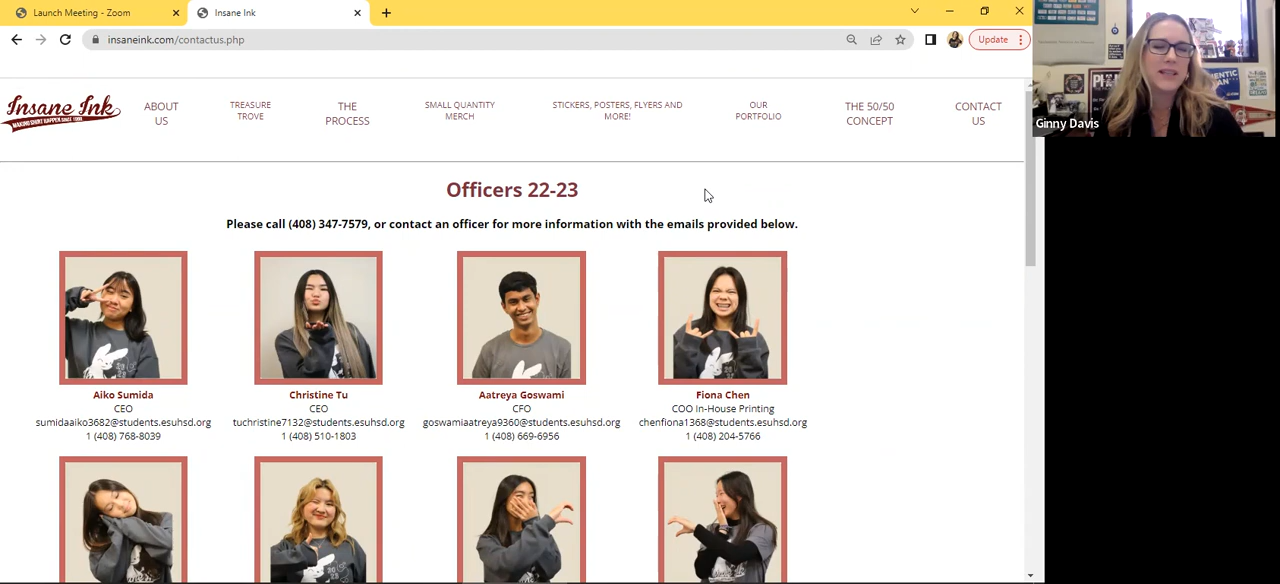 Launch Meeting - Zoom
Insane Ink
insaneink.com/contactus.php
Update
Ginny Davis
Insane Ink
MAKING SHIRT HAPPEN SINCE 1999
ABOUT
US
TREASURE
TROVE
THE
PROCESS
SMALL QUANTITY
MERCH
STICKERS, POSTERS, FLYERS AND
MORE!
OUR
PORTFOLIO
THE 50/50
CONCEPT
CONTACT
US
Officers 22-23
Please call (408) 347-7579, or contact an officer for more information with the emails provided below.
Aiko Sumida
CEO
sumidaaiko3682@students.esuhsd.org
1 (408) 768-8039
Christine Tu
CEO
tuchristine7132@students.esuhsd.org
1 (408) 510-1803
Aatreya Goswami
CFO
goswamiaatreya9360@students.esuhsd.org
1 (408) 669-6956
Fiona Chen
COO In-House Printing
chenfiona1368@students.esuhsd.org
1 (408) 204-5766